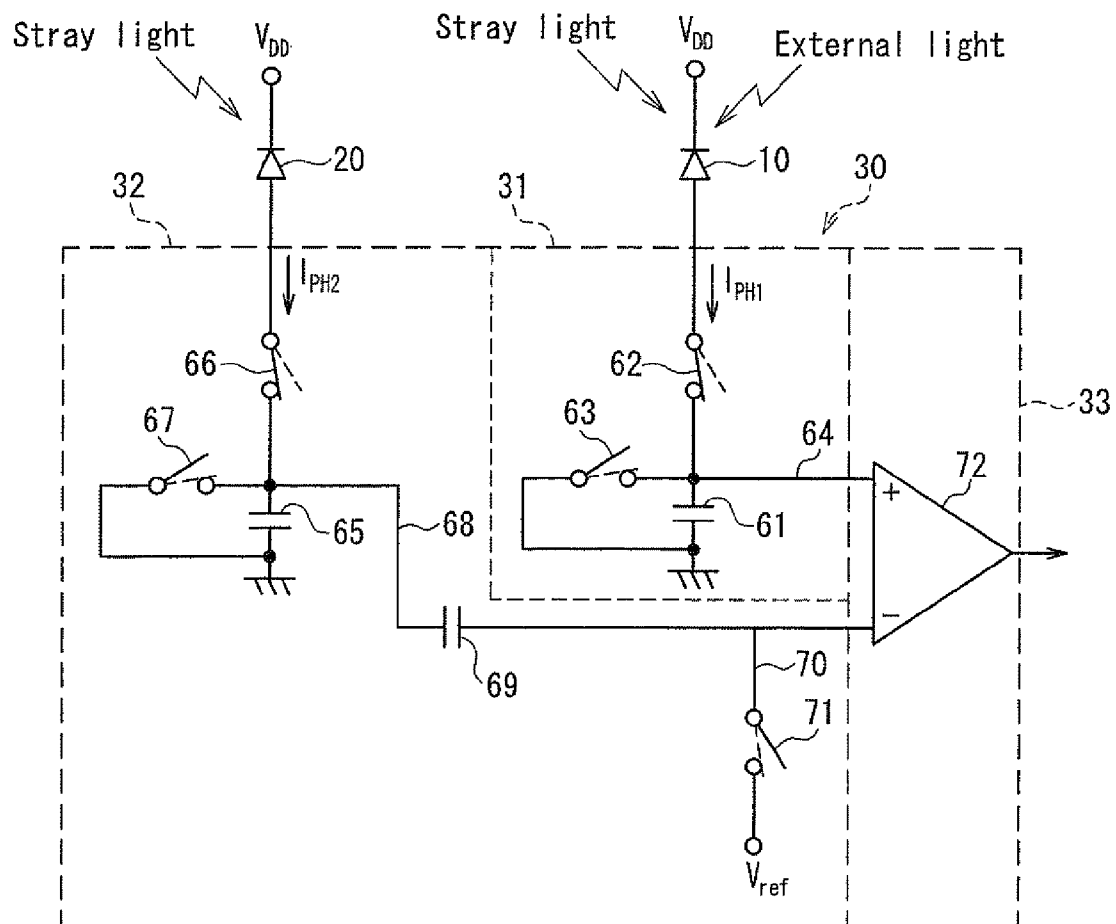 Stray light
V_DD
Stray light
V_DD
External light
20
10
30
32
31
I_PH2
I_PH1
66
62
33
67
63
64
72
+
65
68
61
−
69
70
71
V_ref